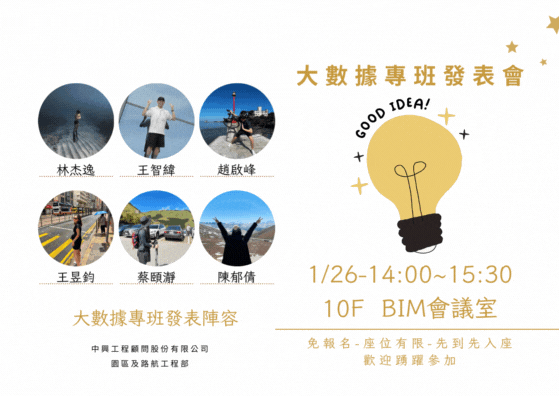 林杰逸
王智緯
趙啟峰
王昱鈞
蔡頤瀞
陳郁倩
大數據專班發表陣容
中興工程顧問股份有限公司
園區及路航工程部
大數據專班發表會
GOOD IDEA!
1/26-14:00~15:30
10F BIM會議室
免報名-座位有限-先到先入座
歡迎踴躍參加